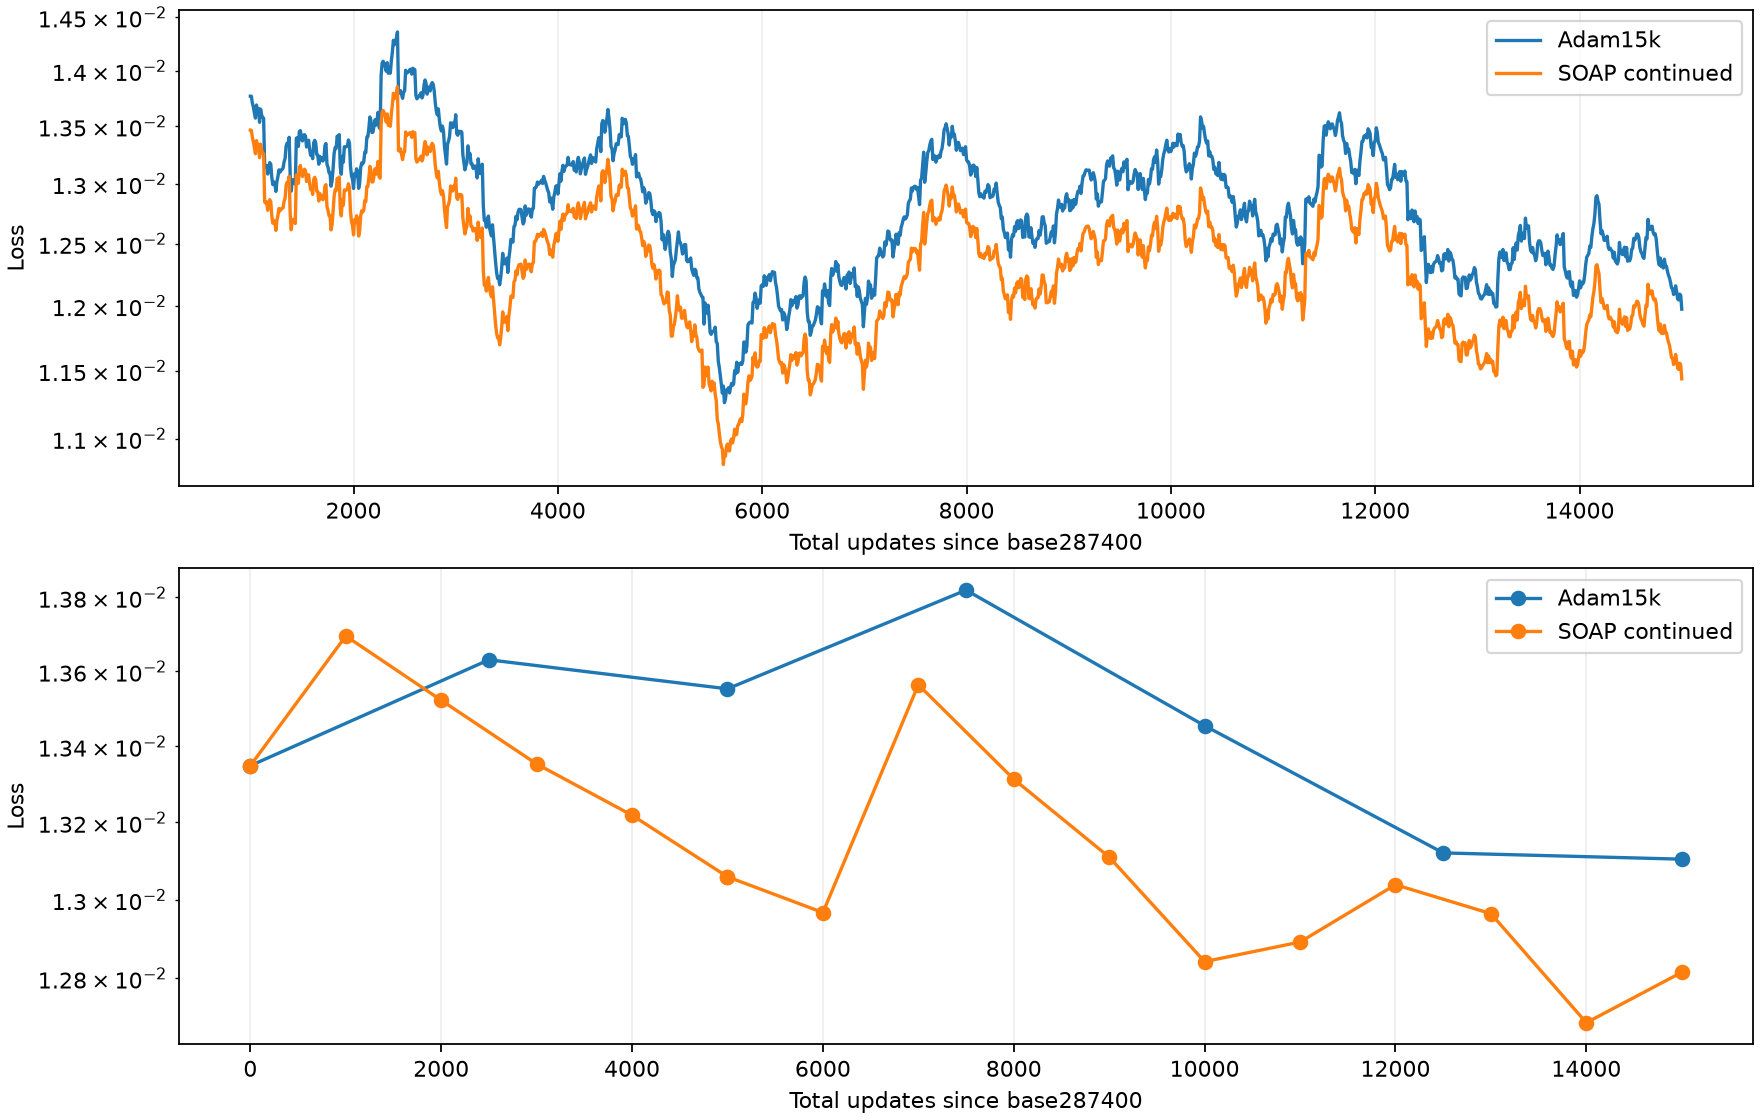 1.45 × 10⁻²
1.4 × 10⁻²
1.35 × 10⁻²
1.3 × 10⁻²
1.25 × 10⁻²
1.2 × 10⁻²
1.15 × 10⁻²
1.1 × 10⁻²
Loss
Adam15k
SOAP continued
2000 4000 6000 8000 10000 12000 14000
Total updates since base287400
1.38 × 10⁻²
1.36 × 10⁻²
1.34 × 10⁻²
1.32 × 10⁻²
1.3 × 10⁻²
1.28 × 10⁻²
Loss
Adam15k
SOAP continued
0 2000 4000 6000 8000 10000 12000 14000
Total updates since base287400